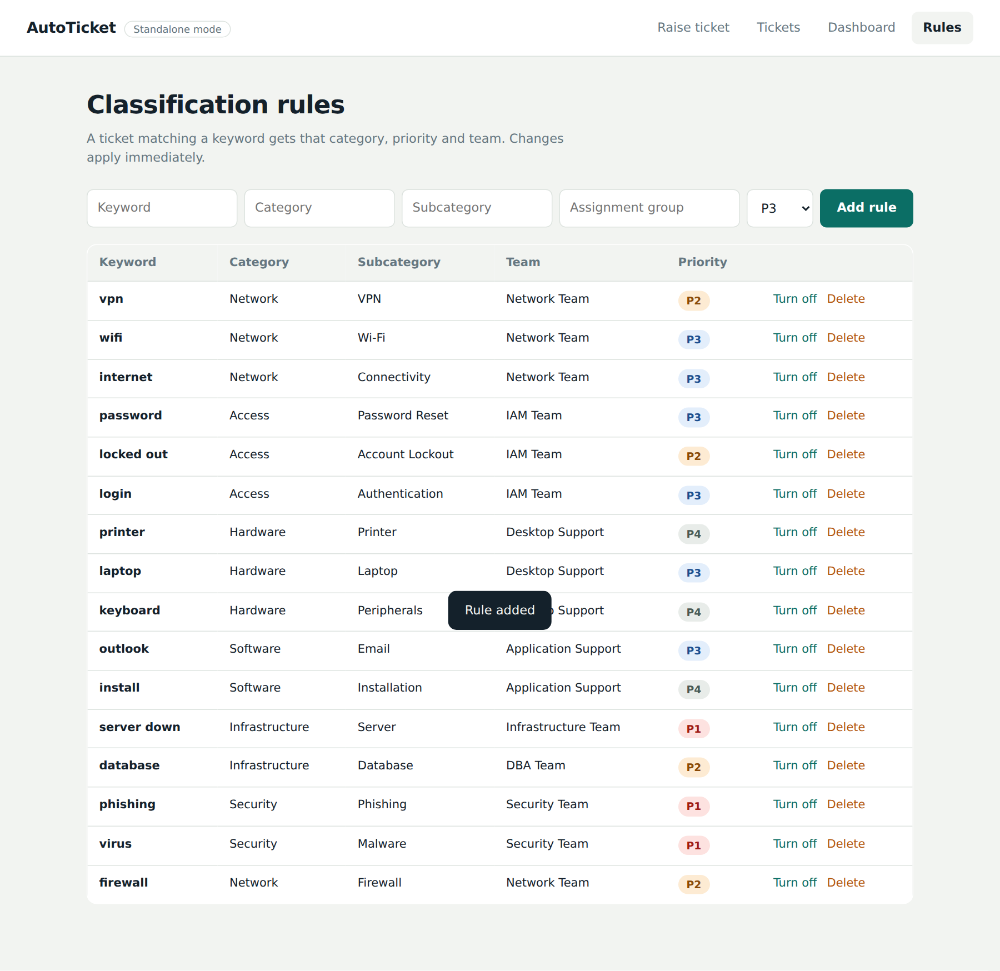 AutoTicket Standalone mode Raise ticket Tickets Dashboard Rules
Classification rules
A ticket matching a keyword gets that category, priority and team. Changes
apply immediately.
Keyword Category Subcategory Assignment group P3 Add rule
Keyword Category Subcategory Team Priority
vpn Network VPN Network Team P2 Turn off Delete
wifi Network Wi-Fi Network Team P3 Turn off Delete
internet Network Connectivity Network Team P3 Turn off Delete
password Access Password Reset IAM Team P3 Turn off Delete
locked out Access Account Lockout IAM Team P2 Turn off Delete
login Access Authentication IAM Team P3 Turn off Delete
printer Hardware Printer Desktop Support P4 Turn off Delete
laptop Hardware Laptop Desktop Support P3 Turn off Delete
keyboard Hardware Peripherals Rule added Support P4 Turn off Delete
outlook Software Email Application Support P3 Turn off Delete
install Software Installation Application Support P4 Turn off Delete
server down Infrastructure Server Infrastructure Team P1 Turn off Delete
database Infrastructure Database DBA Team P2 Turn off Delete
phishing Security Phishing Security Team P1 Turn off Delete
virus Security Malware Security Team P1 Turn off Delete
firewall Network Firewall Network Team P2 Turn off Delete